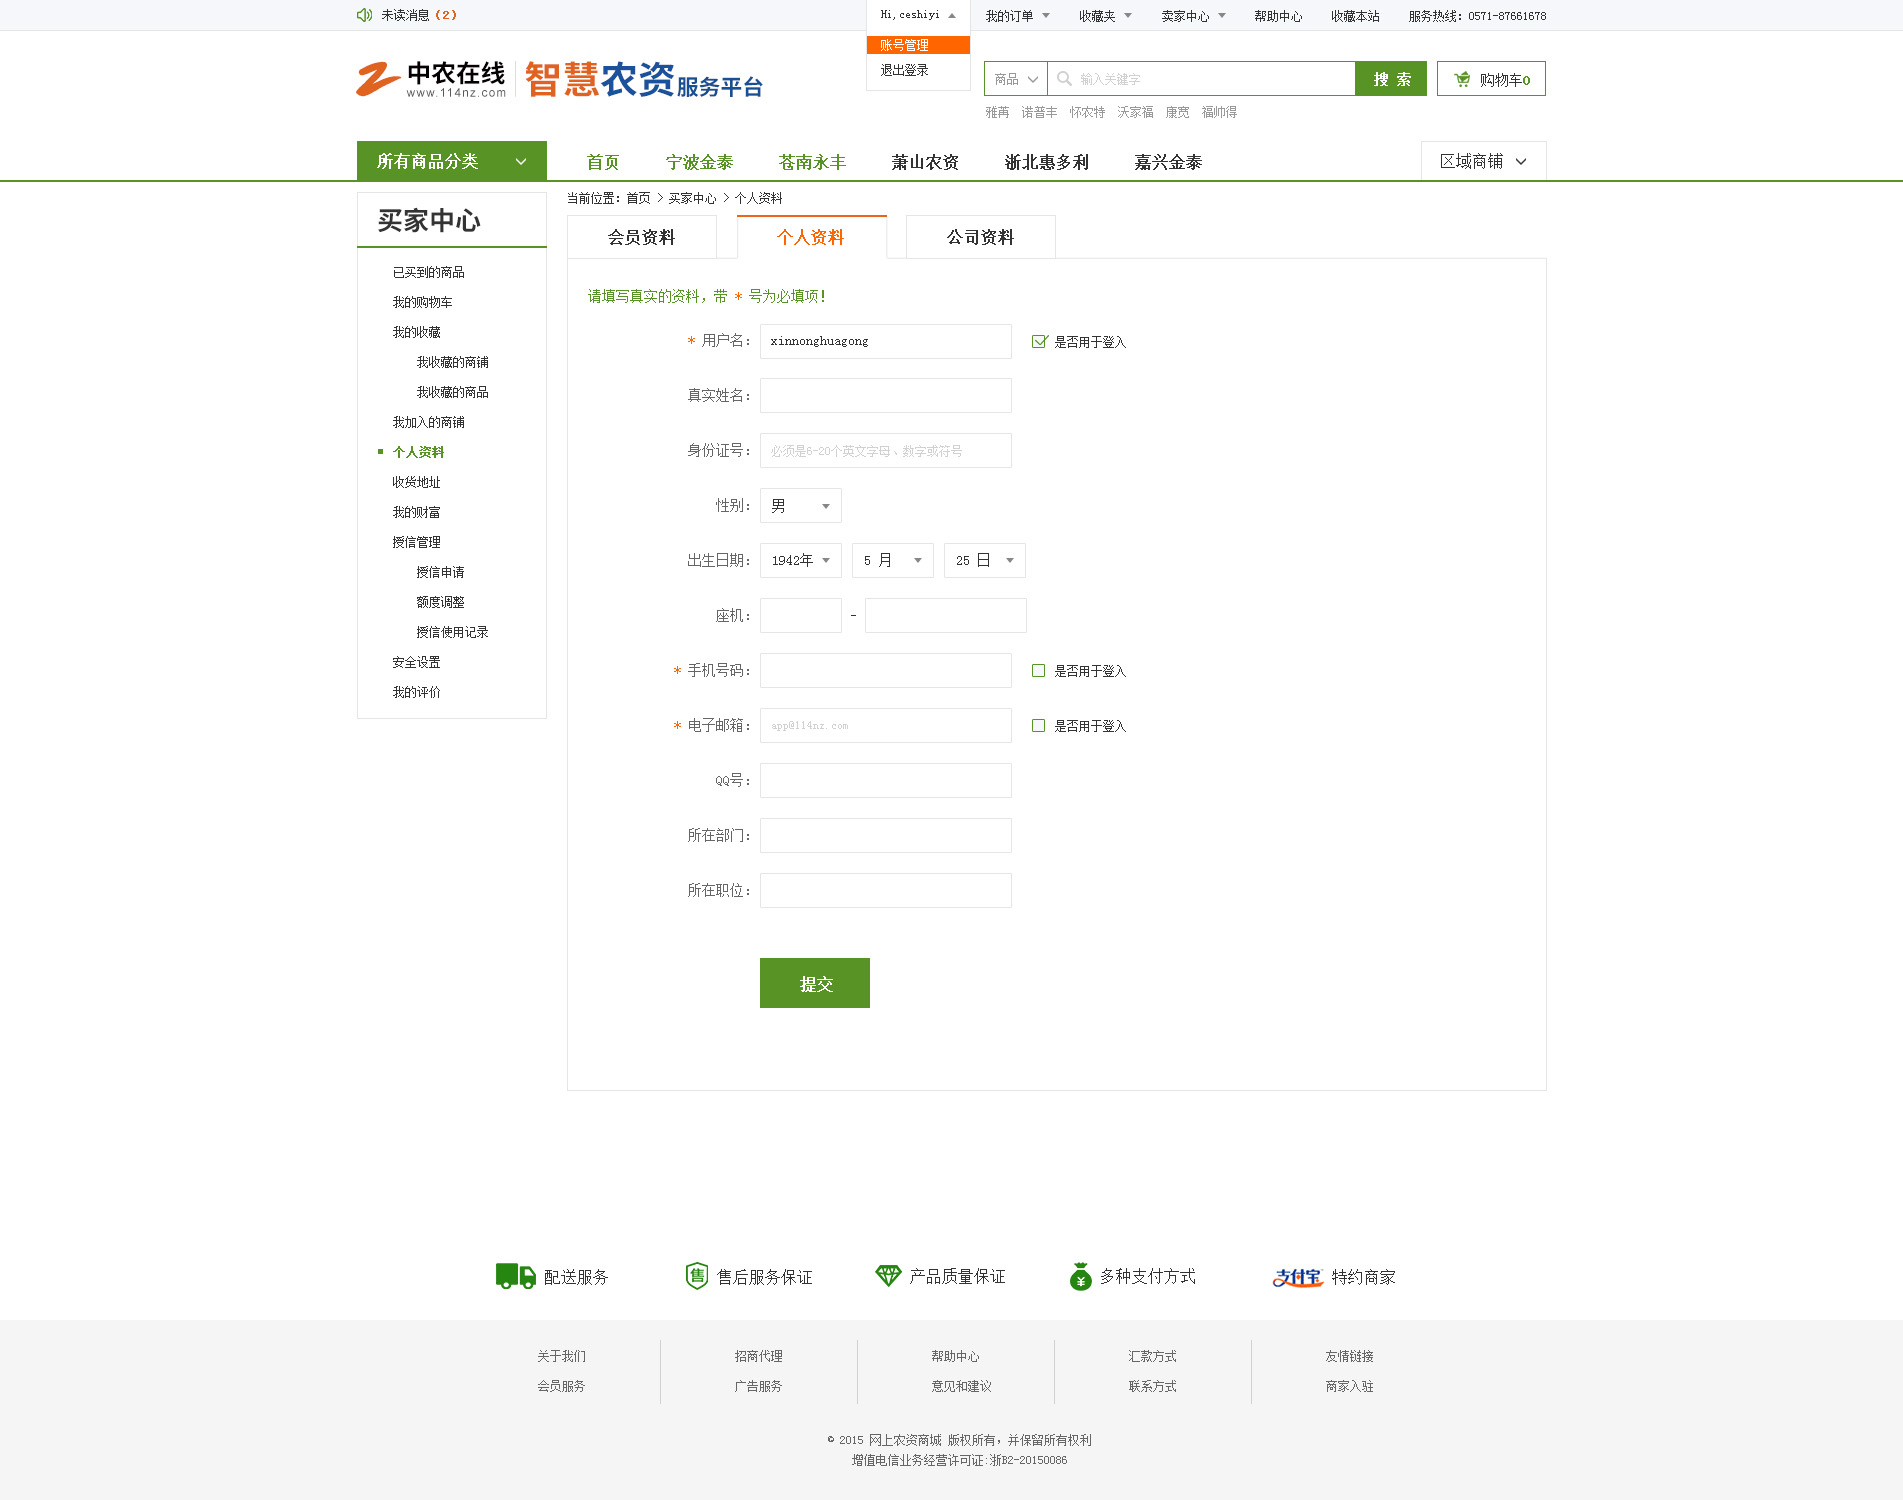 未读消息（2）
Hi,ceshiyi
我的订单 收藏夹 卖家中心 帮助中心 收藏本站 服务热线：0571-87661678
账号管理
退出登录
中农在线
www.114nz.com
智慧农资服务平台
商品 输入关键字 搜 索 购物车0
雅苒 诺普丰 怀农特 沃家福 康宽 福帅得
所有商品分类 首页 宁波金泰 苍南永丰 萧山农资 浙北惠多利 嘉兴金泰 区域商铺
买家中心
已买到的商品
我的购物车
我的收藏
我收藏的商铺
我收藏的商品
我加入的商铺
个人资料
收货地址
我的财富
授信管理
授信申请
额度调整
授信使用记录
安全设置
我的评价
当前位置：首页 > 买家中心 > 个人资料
会员资料 个人资料 公司资料
请填写真实的资料，带 * 号为必填项！
* 用户名： xinnonghuagong 是否用于登入
真实姓名：
身份证号： 必须是6-20个英文字母、数字或符号
性别： 男
出生日期： 1942年 5 月 25 日
座机： -
* 手机号码： 是否用于登入
* 电子邮箱： app@114nz.com 是否用于登入
QQ号：
所在部门：
所在职位：
提交
配送服务 售 售后服务保证 产品质量保证 ¥ 多种支付方式 支付宝 特约商家
关于我们 招商代理 帮助中心 汇款方式 友情链接
会员服务 广告服务 意见和建议 联系方式 商家入驻
© 2015 网上农资商城 版权所有，并保留所有权利
增值电信业务经营许可证:浙B2-20150086